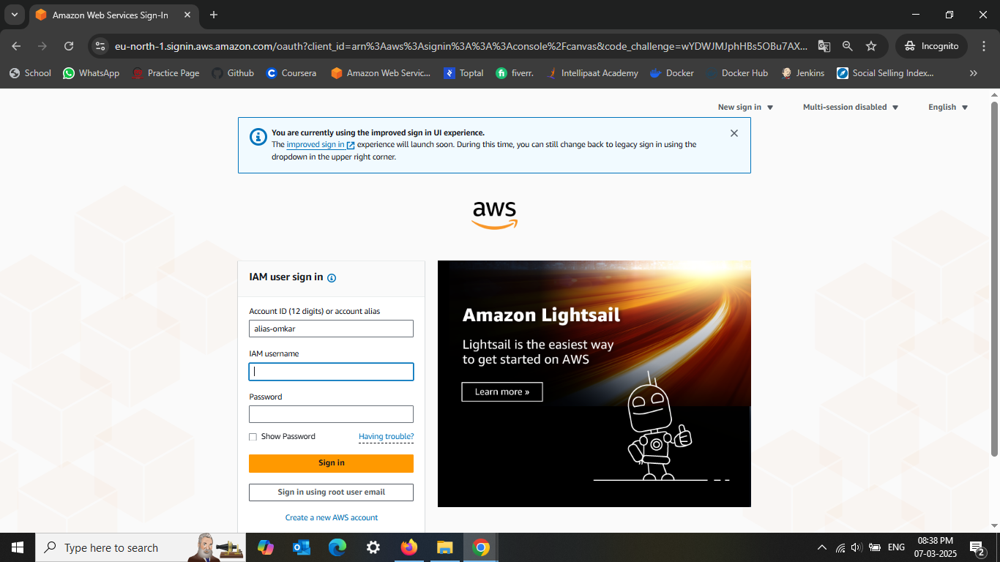 Amazon Web Services Sign-In
eu-north-1.signin.aws.amazon.com/oauth?client_id=arn%3Aaws%3Asignin%3A%3A%3Aconsole%2Fcanvas&code_challenge=wYDWJMJphHBs5OBu7AX...
Incognito
School
WhatsApp
Practice Page
Github
Coursera
Amazon Web Servic...
Toptal
fiverr.
Intellipaat Academy
Docker
Docker Hub
Jenkins
Social Selling Index...
»
New sign in
Multi-session disabled
English
You are currently using the improved sign in UI experience.
The improved sign in experience will launch soon. During this time, you can still change back to legacy sign in using the
dropdown in the upper right corner.
aws
IAM user sign in
Account ID (12 digits) or account alias
alias-omkar
IAM username
Password
Show Password
Having trouble?
Sign in
Sign in using root user email
Create a new AWS account
Amazon Lightsail
Lightsail is the easiest way
to get started on AWS
Learn more »
Type here to search
ENG
08:38 PM
07-03-2025
2